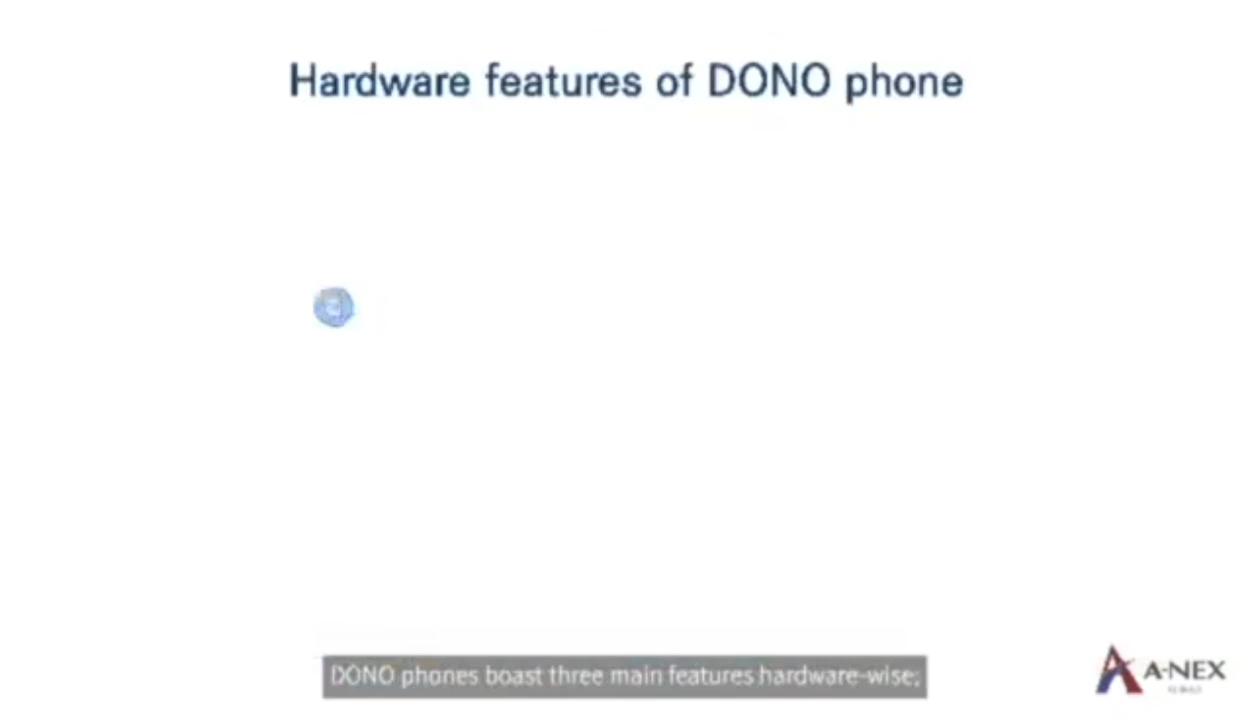 Hardware features of DONO phone
DONO phones boast three main features hardware-wise;
A-NEX